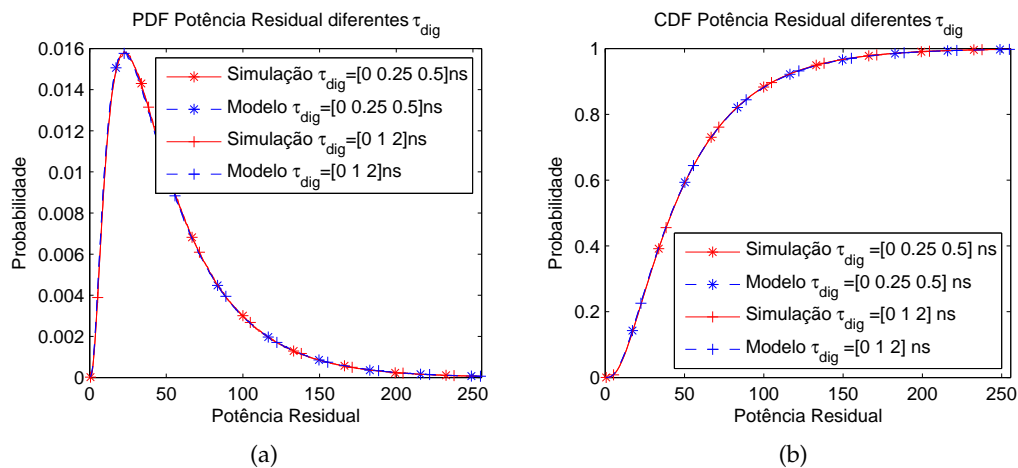 PDF Potência Residual diferentes τdig
0.016
0.014
0.012
0.01
0.008
0.006
0.004
0.002
0
Probabilidade
Simulação τdig=[0 0.25 0.5]ns
Modelo τdig=[0 0.25 0.5]ns
Simulação τdig=[0 1 2]ns
Modelo τdig=[0 1 2]ns
0 50 100 150 200 250
Potência Residual
(a)
CDF Potência Residual diferentes τdig
1
0.8
0.6
0.4
0.2
0
Probabilidade
Simulação τdig=[0 0.25 0.5] ns
Modelo τdig =[0 0.25 0.5] ns
Simulação τdig =[0 1 2] ns
Modelo τdig =[0 1 2] ns
0 50 100 150 200 250
Potência Residual
(b)